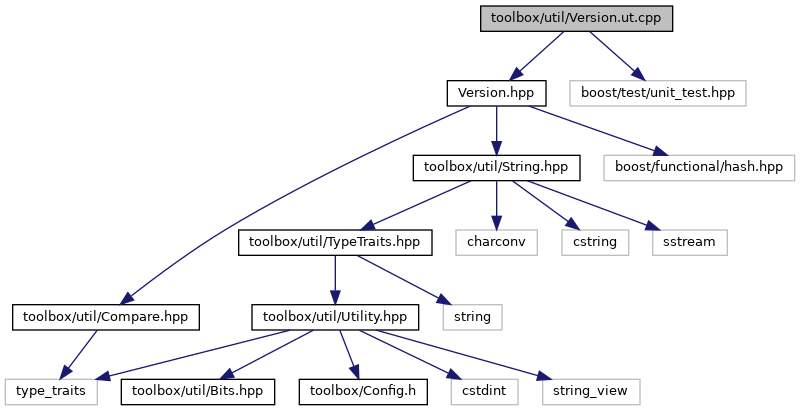 toolbox/util/Version.ut.cpp
Version.hpp
boost/test/unit_test.hpp
toolbox/util/String.hpp
boost/functional/hash.hpp
toolbox/util/TypeTraits.hpp
charconv
cstring
sstream
toolbox/util/Compare.hpp
toolbox/util/Utility.hpp
string
type_traits
toolbox/util/Bits.hpp
toolbox/Config.h
cstdint
string_view